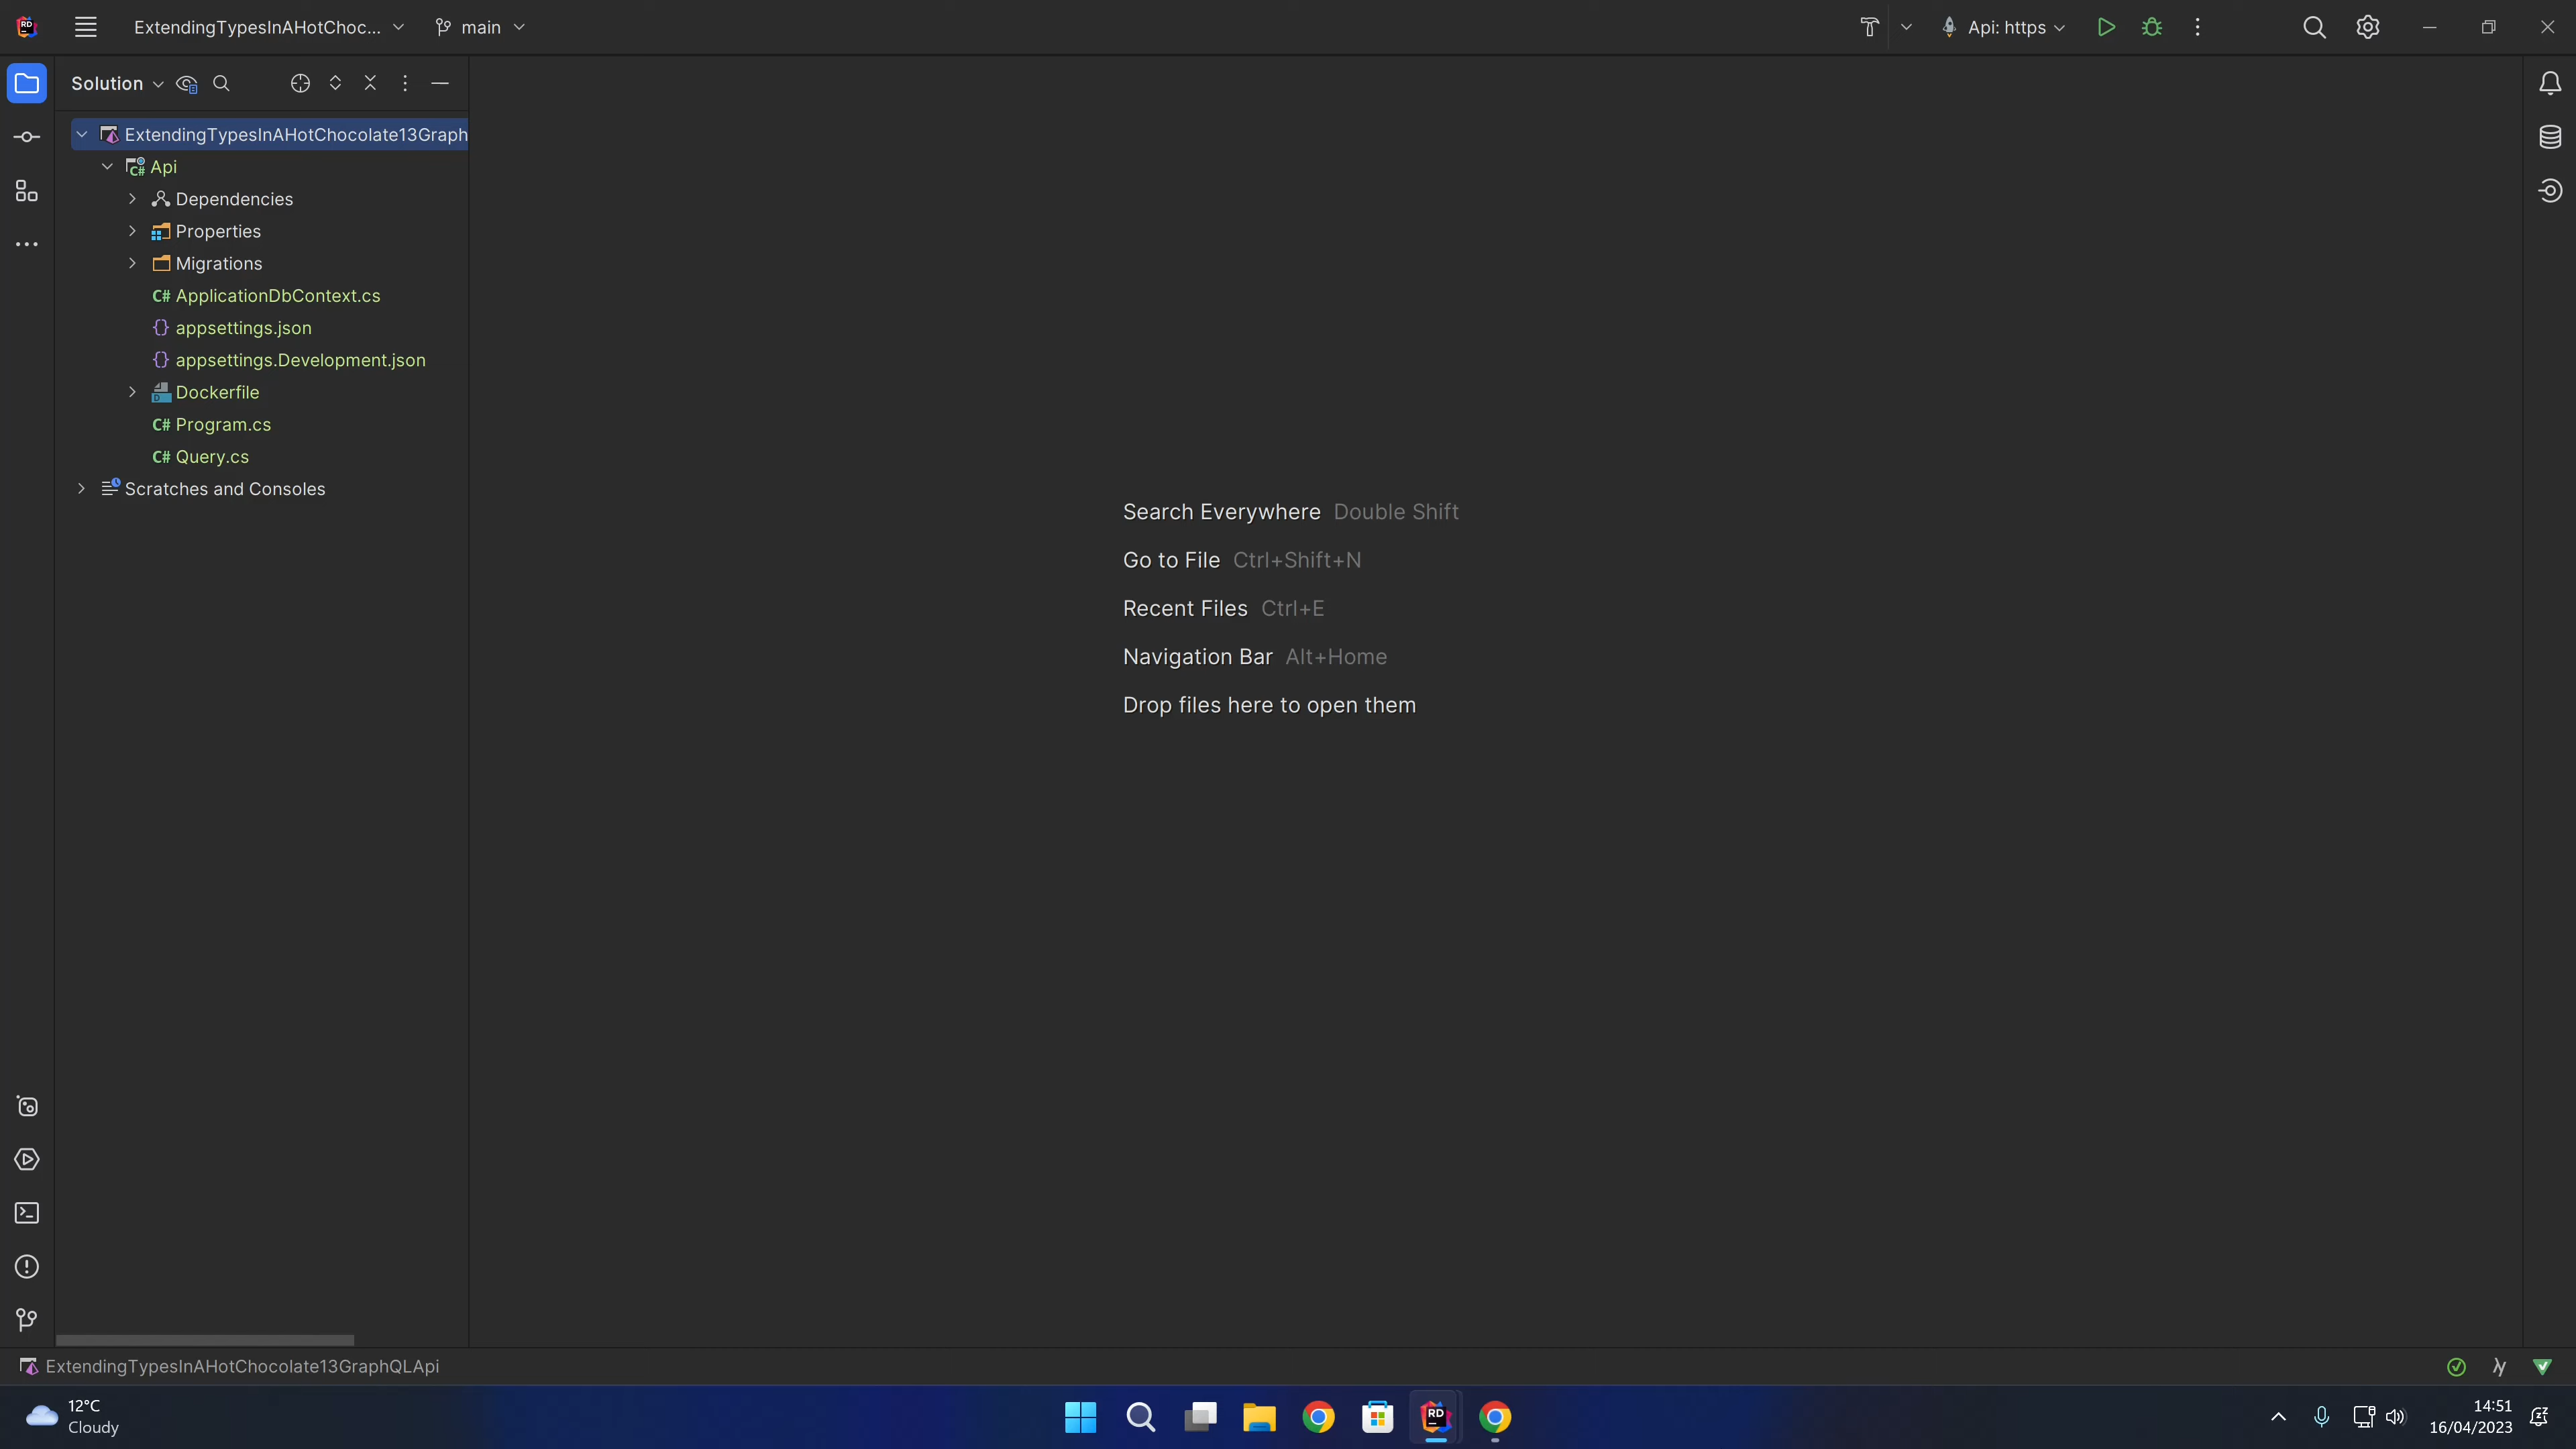 ExtendingTypesInAHotChoc...
main
Api: https
Solution
ExtendingTypesInAHotChocolate13Graph
C# Api
Dependencies
Properties
Migrations
C# ApplicationDbContext.cs
{} appsettings.json
{} appsettings.Development.json
D Dockerfile
C# Program.cs
C# Query.cs
Scratches and Consoles
Search Everywhere Double Shift
Go to File Ctrl+Shift+N
Recent Files Ctrl+E
Navigation Bar Alt+Home
Drop files here to open them
ExtendingTypesInAHotChocolate13GraphQLApi
12°C
Cloudy
RD
14:51
16/04/2023